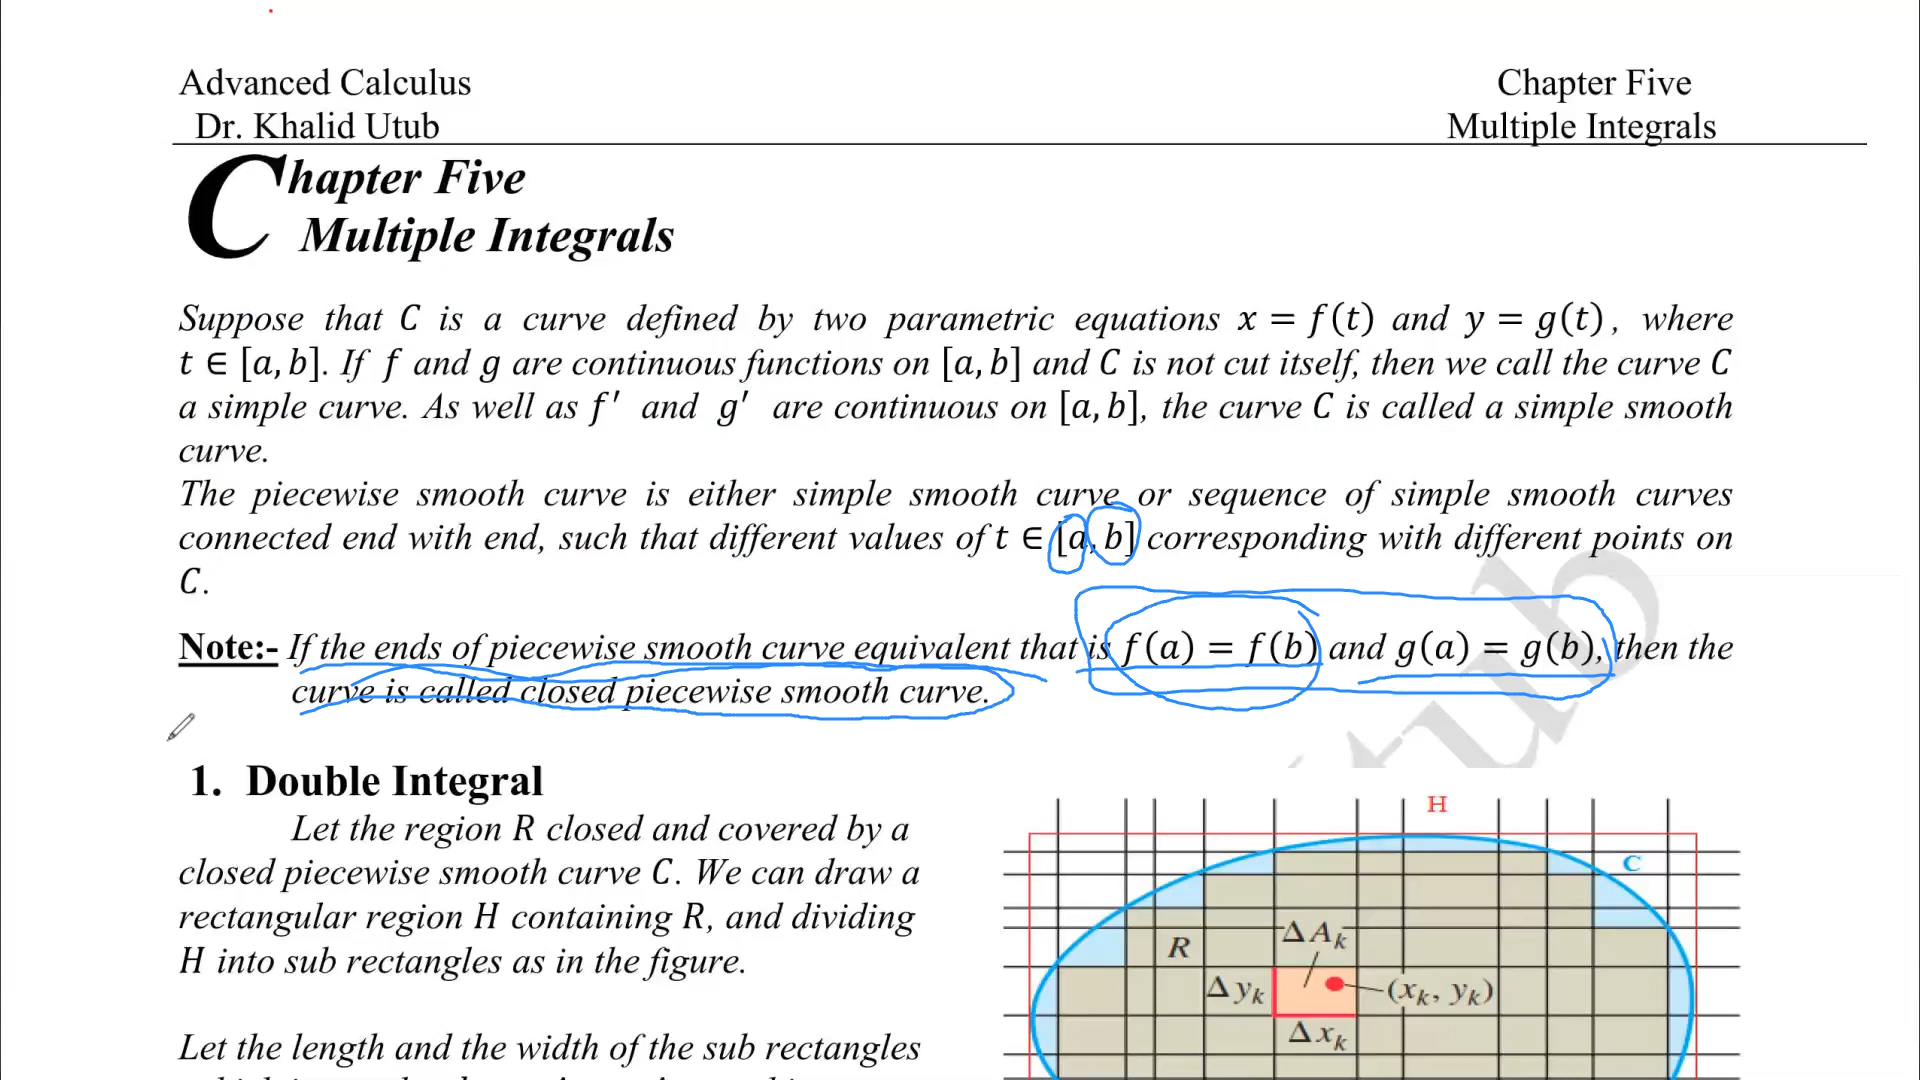 Advanced Calculus
Chapter Five
Dr. Khalid Utub
Multiple Integrals
Chapter Five
Multiple Integrals
Suppose that C is a curve defined by two parametric equations x = f(t) and y = g(t), where
t ∈ [a, b]. If f and g are continuous functions on [a, b] and C is not cut itself, then we call the curve C
a simple curve. As well as f′ and g′ are continuous on [a, b], the curve C is called a simple smooth
curve.
The piecewise smooth curve is either simple smooth curve or sequence of simple smooth curves
connected end with end, such that different values of t ∈ [a, b] corresponding with different points on
C.
Note:- If the ends of piecewise smooth curve equivalent that is f(a) = f(b) and g(a) = g(b), then the
curve is called closed piecewise smooth curve.
1. Double Integral
Let the region R closed and covered by a
closed piecewise smooth curve C. We can draw a
rectangular region H containing R, and dividing
H into sub rectangles as in the figure.
Let the length and the width of the sub rectangles
H
C
R
ΔAₖ
Δyₖ
(xₖ, yₖ)
Δxₖ